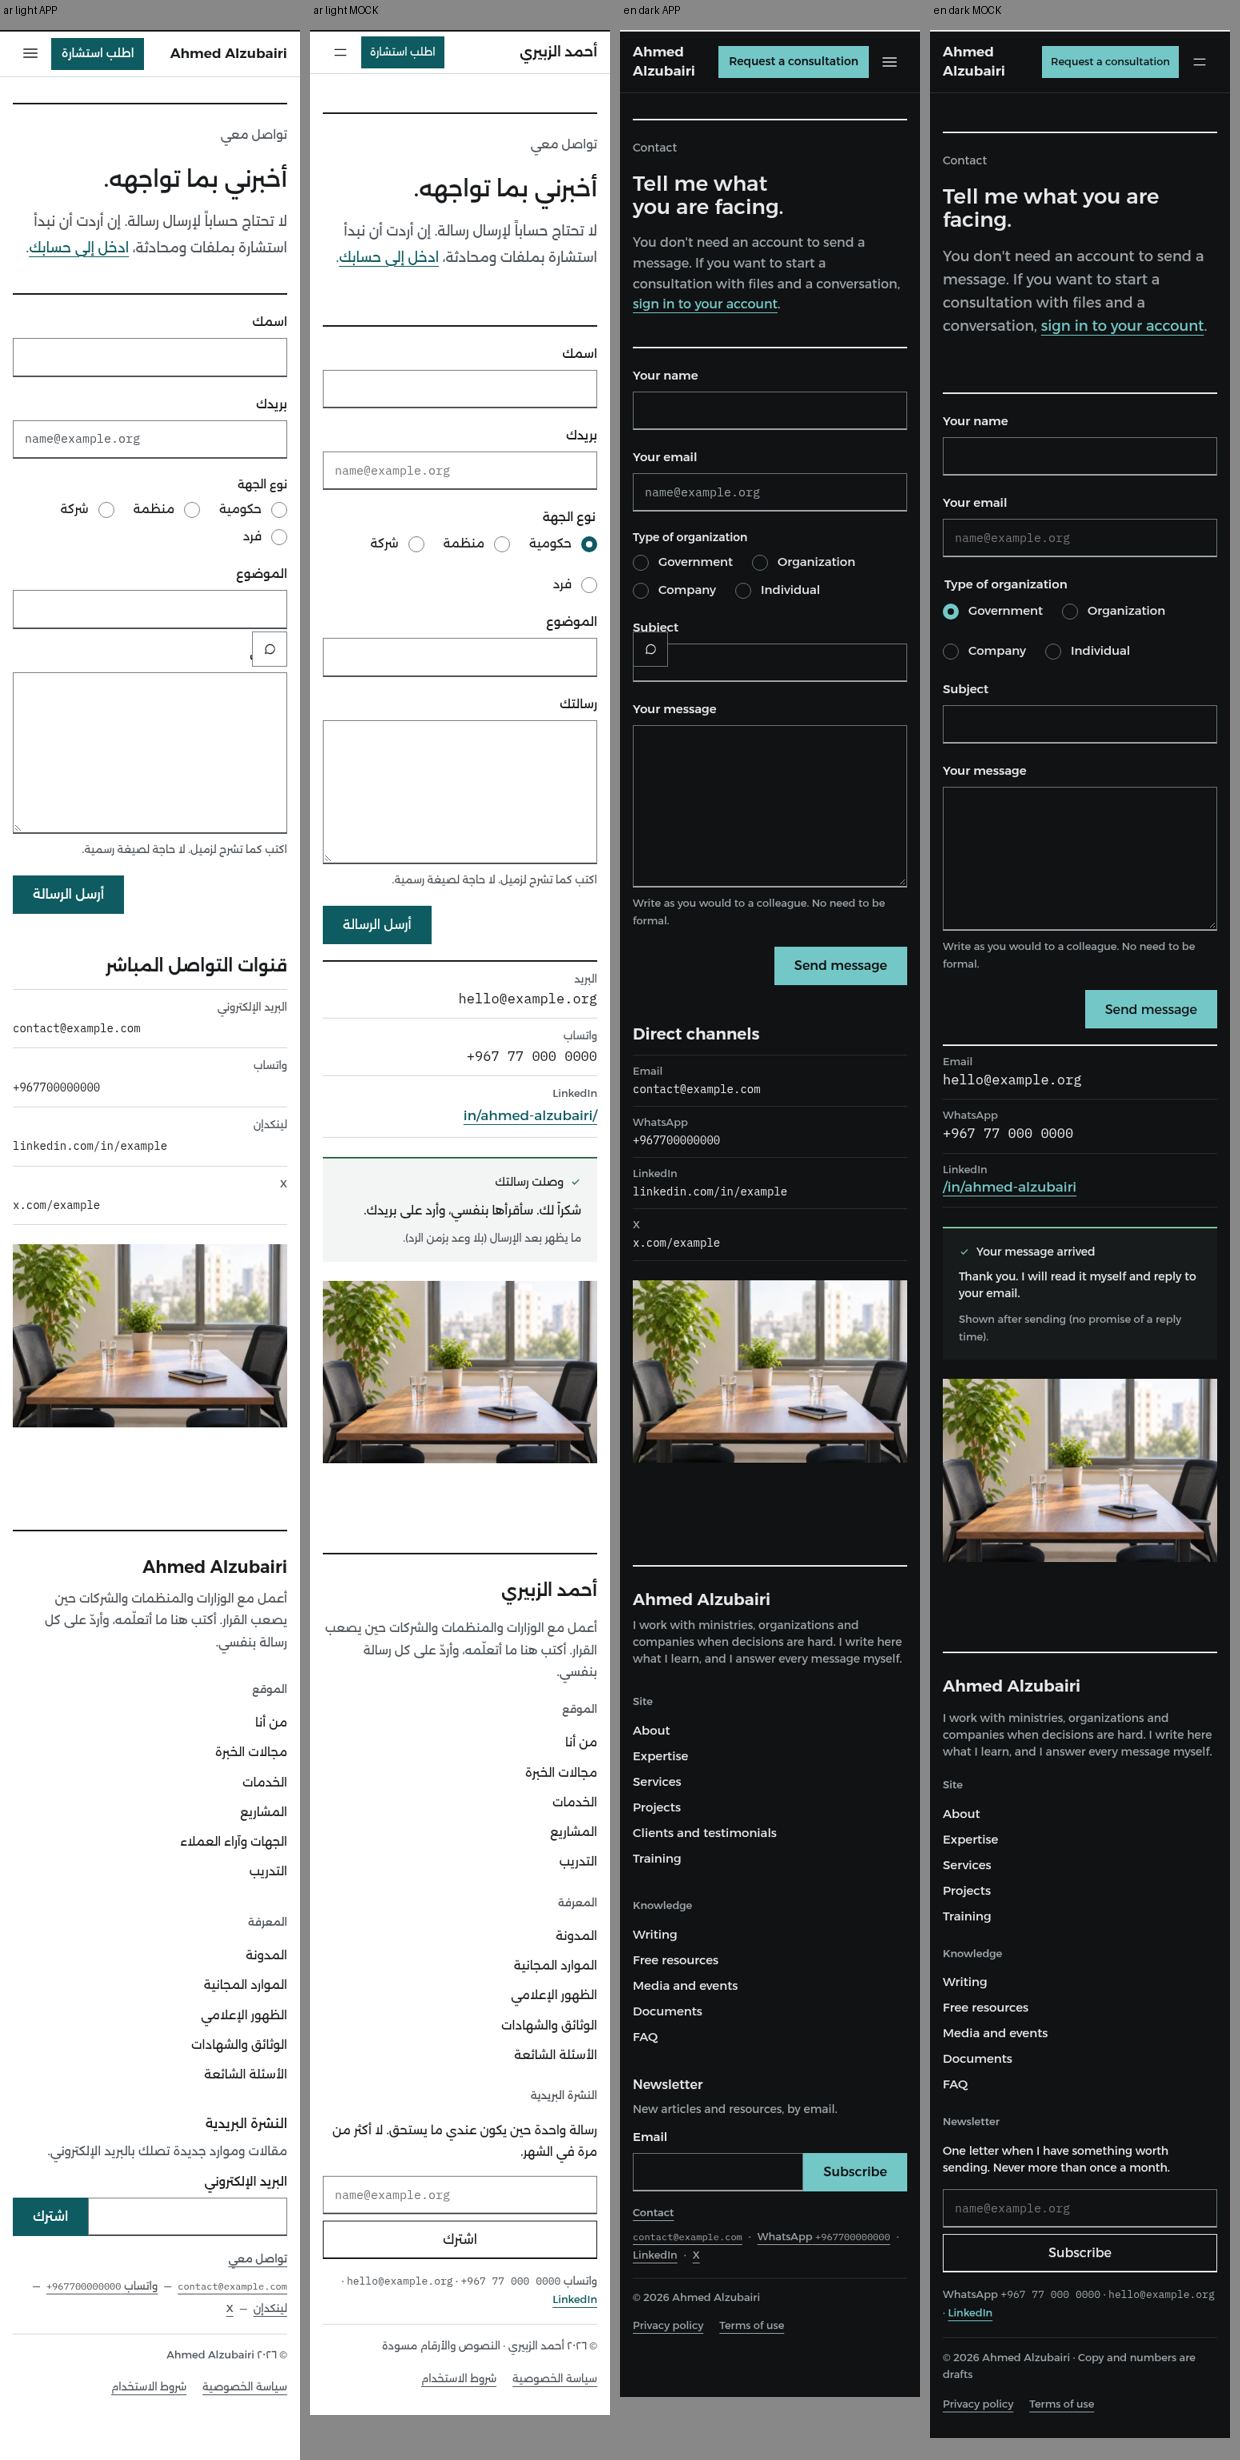 ar light APP
Ahmed Alzubairi
اطلب استشارة
تواصل معي
أخبرني بما تواجهه.
لا تحتاج حساباً لإرسال رسالة. إن أردت أن نبدأ
استشارة بملفات ومحادثة، ادخل إلى حسابك.
اسمك
بريدك
name@example.org
نوع الجهة
حكومية
منظمة
شركة
فرد
الموضوع
اكتب كما تشرح لزميل. لا حاجة لصيغة رسمية.
أرسل الرسالة
قنوات التواصل المباشر
البريد الإلكتروني
contact@example.com
واتساب
+967700000000
لينكدإن
linkedin.com/in/example
X
x.com/example
Ahmed Alzubairi
أعمل مع الوزارات والمنظمات والشركات حين
يصعب القرار. أكتب هنا ما أتعلّمه، وأردّ على كل
رسالة بنفسي.
الموقع
من أنا
مجالات الخبرة
الخدمات
المشاريع
الجهات وآراء العملاء
التدريب
المعرفة
المدونة
الموارد المجانية
الظهور الإعلامي
الوثائق والشهادات
الأسئلة الشائعة
النشرة البريدية
مقالات وموارد جديدة تصلك بالبريد الإلكتروني.
البريد الإلكتروني
اشترك
تواصل معي
contact@example.com — واتساب +967700000000 —
لينكدإن — X
© ٢٠٢٦ Ahmed Alzubairi
سياسة الخصوصية
شروط الاستخدام
ar light MOCK
أحمد الزبيري
اطلب استشارة
تواصل معي
أخبرني بما تواجهه.
لا تحتاج حساباً لإرسال رسالة. إن أردت أن نبدأ
استشارة بملفات ومحادثة، ادخل إلى حسابك.
اسمك
بريدك
name@example.org
نوع الجهة
حكومية
منظمة
شركة
فرد
الموضوع
رسالتك
اكتب كما تشرح لزميل. لا حاجة لصيغة رسمية.
أرسل الرسالة
البريد
hello@example.org
واتساب
+967 77 000 0000
LinkedIn
in/ahmed-alzubairi/
وصلت رسالتك
شكراً لك. سأقرأها بنفسي، وأرد على بريدك.
ما يظهر بعد الإرسال (بلا وعد بزمن الرد).
أحمد الزبيري
أعمل مع الوزارات والمنظمات والشركات حين يصعب
القرار. أكتب هنا ما أتعلّمه، وأردّ على كل رسالة
بنفسي.
الموقع
من أنا
مجالات الخبرة
الخدمات
المشاريع
التدريب
المعرفة
المدونة
الموارد المجانية
الظهور الإعلامي
الوثائق والشهادات
الأسئلة الشائعة
النشرة البريدية
رسالة واحدة حين يكون عندي ما يستحق. لا أكثر من
مرة في الشهر.
name@example.org
اشترك
واتساب +967 77 000 0000 · hello@example.org ·
LinkedIn
© ٢٠٢٦ أحمد الزبيري · النصوص والأرقام مسودة
سياسة الخصوصية
شروط الاستخدام
en dark APP
Ahmed
Alzubairi
Request a consultation
Contact
Tell me what
you are facing.
You don't need an account to send a
message. If you want to start a
consultation with files and a conversation,
sign in to your account.
Your name
Your email
name@example.org
Type of organization
Government
Organization
Company
Individual
Subject
Your message
Write as you would to a colleague. No need to be
formal.
Send message
Direct channels
Email
contact@example.com
WhatsApp
+967700000000
LinkedIn
linkedin.com/in/example
X
x.com/example
Ahmed Alzubairi
I work with ministries, organizations and
companies when decisions are hard. I write here
what I learn, and I answer every message myself.
Site
About
Expertise
Services
Projects
Clients and testimonials
Training
Knowledge
Writing
Free resources
Media and events
Documents
FAQ
Newsletter
New articles and resources, by email.
Email
Subscribe
Contact
contact@example.com · WhatsApp +967700000000 ·
LinkedIn · X
© 2026 Ahmed Alzubairi
Privacy policy
Terms of use
en dark MOCK
Ahmed
Alzubairi
Request a consultation
Contact
Tell me what you are
facing.
You don't need an account to send a
message. If you want to start a
consultation with files and a
conversation, sign in to your account.
Your name
Your email
name@example.org
Type of organization
Government
Organization
Company
Individual
Subject
Your message
Write as you would to a colleague. No need to be
formal.
Send message
Email
hello@example.org
WhatsApp
+967 77 000 0000
LinkedIn
/in/ahmed-alzubairi
Your message arrived
Thank you. I will read it myself and reply to
your email.
Shown after sending (no promise of a reply
time).
Ahmed Alzubairi
I work with ministries, organizations and
companies when decisions are hard. I write here
what I learn, and I answer every message myself.
Site
About
Expertise
Services
Projects
Training
Knowledge
Writing
Free resources
Media and events
Documents
FAQ
Newsletter
One letter when I have something worth
sending. Never more than once a month.
name@example.org
Subscribe
WhatsApp +967 77 000 0000 · hello@example.org
· LinkedIn
© 2026 Ahmed Alzubairi · Copy and numbers are
drafts
Privacy policy
Terms of use